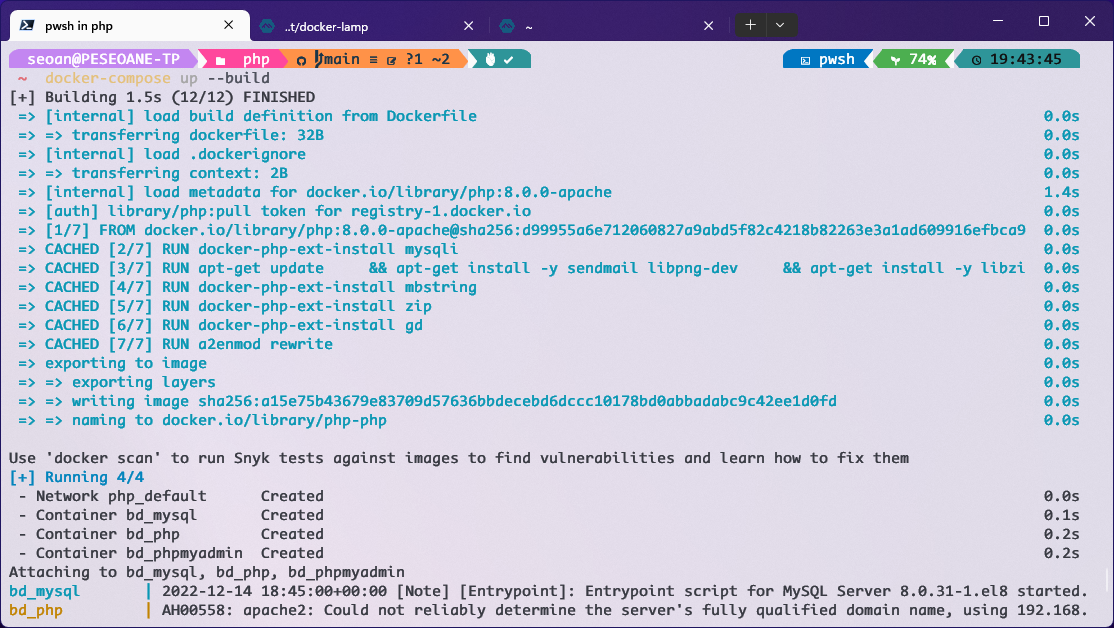 pwsh in php
..t/docker-lamp
~
seoan@PESEOANE-TP php main ≡ ?1 ~2 pwsh 74% 19:43:45
~ docker-compose up --build
[+] Building 1.5s (12/12) FINISHED
=> [internal] load build definition from Dockerfile 0.0s
=> => transferring dockerfile: 32B 0.0s
=> [internal] load .dockerignore 0.0s
=> => transferring context: 2B 0.0s
=> [internal] load metadata for docker.io/library/php:8.0.0-apache 1.4s
=> [auth] library/php:pull token for registry-1.docker.io 0.0s
=> [1/7] FROM docker.io/library/php:8.0.0-apache@sha256:d99955a6e712060827a9abd5f82c4218b82263e3a1ad609916efbca9 0.0s
=> CACHED [2/7] RUN docker-php-ext-install mysqli 0.0s
=> CACHED [3/7] RUN apt-get update && apt-get install -y sendmail libpng-dev && apt-get install -y libzi 0.0s
=> CACHED [4/7] RUN docker-php-ext-install mbstring 0.0s
=> CACHED [5/7] RUN docker-php-ext-install zip 0.0s
=> CACHED [6/7] RUN docker-php-ext-install gd 0.0s
=> CACHED [7/7] RUN a2enmod rewrite 0.0s
=> exporting to image 0.0s
=> => exporting layers 0.0s
=> => writing image sha256:a15e75b43679e83709d57636bbdecebd6dccc10178bd0abbadabc9c42ee1d0fd 0.0s
=> => naming to docker.io/library/php-php 0.0s
Use 'docker scan' to run Snyk tests against images to find vulnerabilities and learn how to fix them
[+] Running 4/4
- Network php_default Created 0.0s
- Container bd_mysql Created 0.1s
- Container bd_php Created 0.2s
- Container bd_phpmyadmin Created 0.2s
Attaching to bd_mysql, bd_php, bd_phpmyadmin
bd_mysql | 2022-12-14 18:45:00+00:00 [Note] [Entrypoint]: Entrypoint script for MySQL Server 8.0.31-1.el8 started.
bd_php | AH00558: apache2: Could not reliably determine the server's fully qualified domain name, using 192.168.